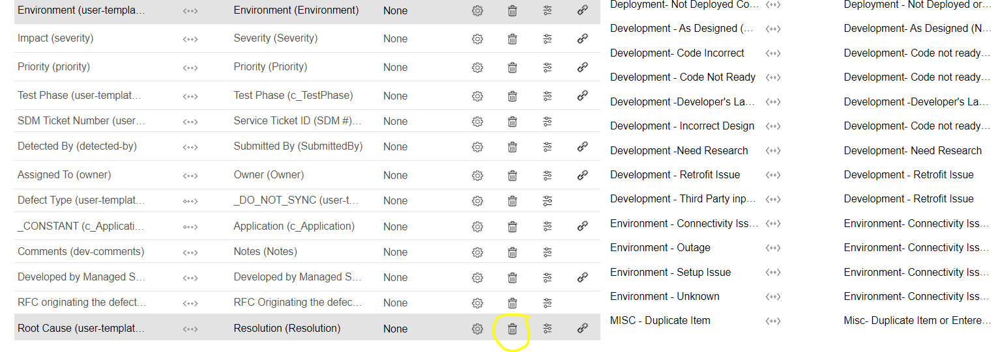 Environment (user-templa… Environment (Environment) None
Impact (severity) Severity (Severity) None
Priority (priority) Priority (Priority) None
Test Phase (user-templat… Test Phase (c_TestPhase) None
SDM Ticket Number (user… Service Ticket ID (SDM #)… None
Detected By (detected-by) Submitted By (SubmittedBy) None
Assigned To (owner) Owner (Owner) None
Defect Type (user-templat… _DO_NOT_SYNC (user-t… None
_CONSTANT (c_Applicati… Application (c_Application) None
Comments (dev-comments) Notes (Notes) None
Developed by Managed S… Developed by Managed S… None
RFC originating the defect… RFC Originating the defec… None
Root Cause (user-templat… Resolution (Resolution) None
Deployment- Not Deployed Co… Deployment - Not Deployed or…
Development - As Designed (… Development- As Designed (N…
Development- Code Incorrect Development- Code not ready…
Development - Code Not Ready Development- Code not ready…
Development -Developer's La… Development -Developer's La…
Development - Incorrect Design Development- Code not ready…
Development -Need Research Development- Need Research
Development - Retrofit Issue Development - Retrofit Issue
Development - Third Party inp… Development - Retrofit Issue
Environment - Connectivity Iss… Environment- Connectivity Iss…
Environment - Outage Environment- Connectivity Iss…
Environment - Setup Issue Environment- Connectivity Iss…
Environment - Unknown Environment- Connectivity Iss…
MISC - Duplicate Item Misc- Duplicate Item or Entere…